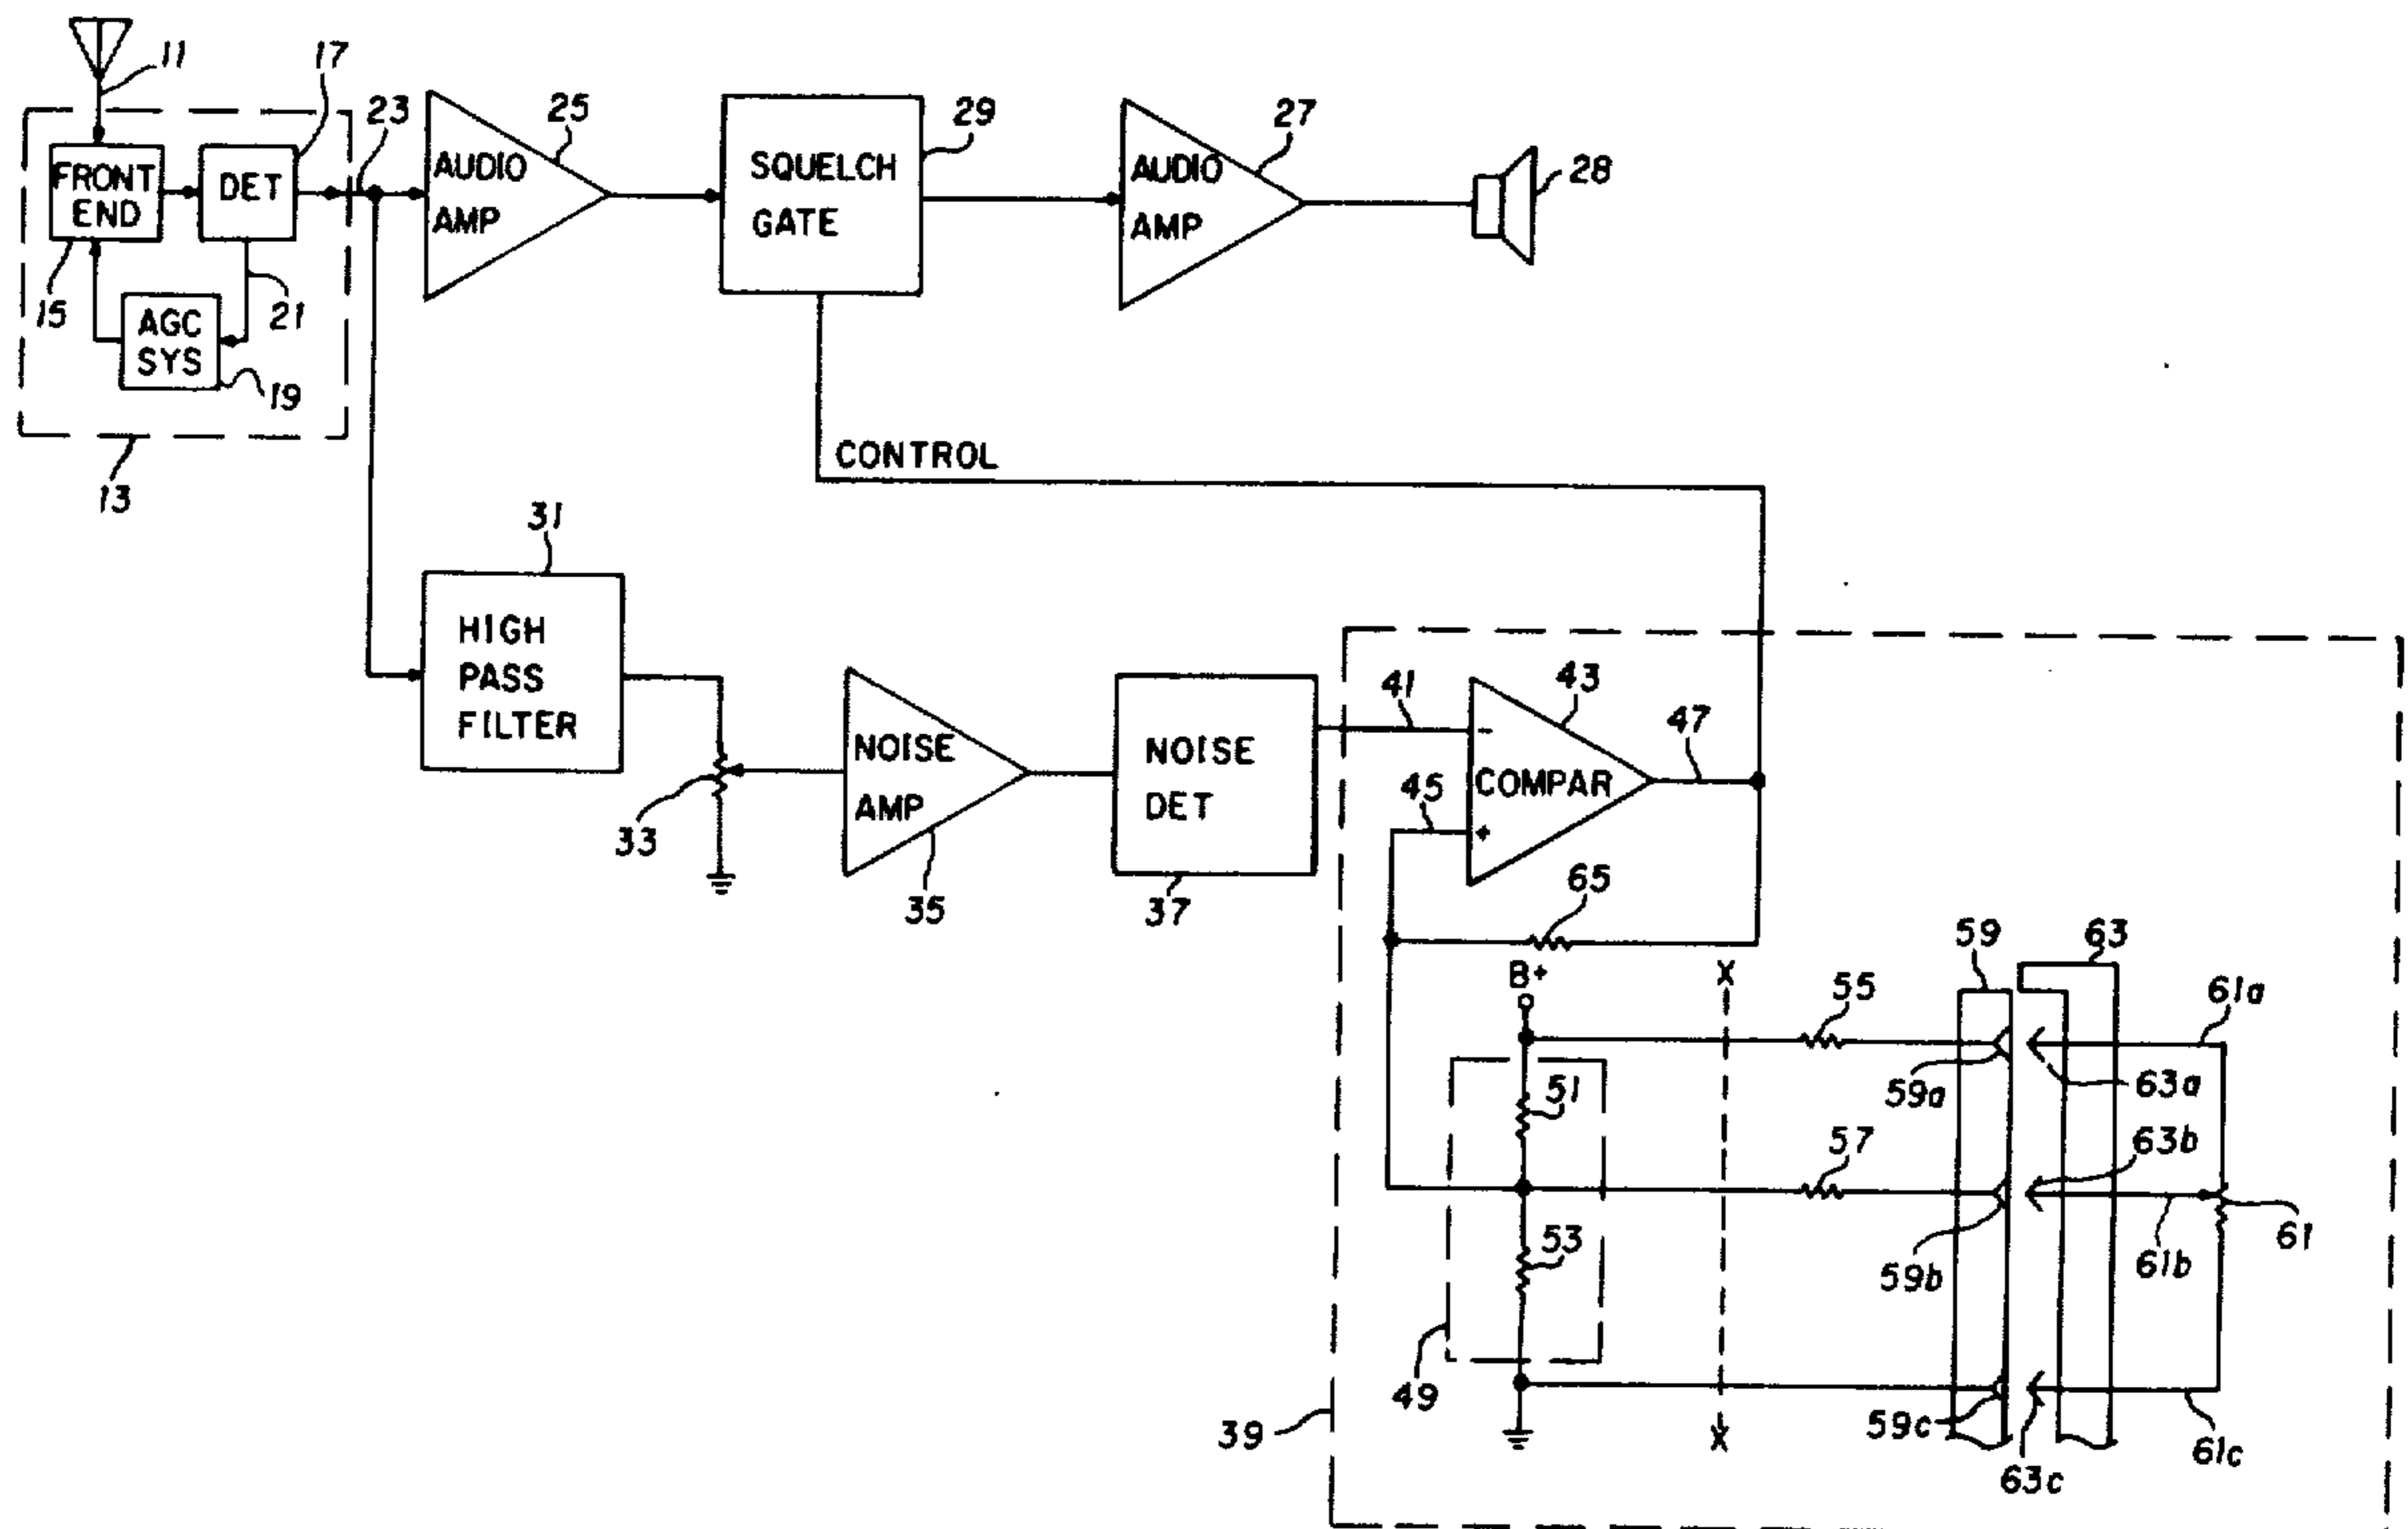 11
17
23
25
29
27
28
FRONT
END
DET
AUDIO
AMP
SQUELCH
GATE
AUDIO
AMP
15
AGC
SYS
21
19
13
CONTROL
31
HIGH
PASS
FILTER
33
NOISE
AMP
35
NOISE
DET
37
41
43
47
-
COMPAR
45
+
65
59
63
B+
X
55
61a
51
59a
63a
57
63b
53
59b
61b
61
49
39
59c
X
63c
61c